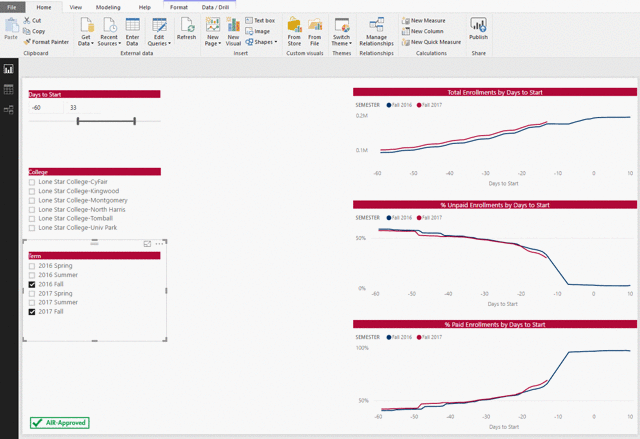 File Home View Modeling Help Format Data / Drill
Paste
Cut
Copy
Format Painter
Clipboard
Get Data
Recent Sources
Enter Data
Edit Queries
External data
Refresh
New Page
New Visual
Text box
Image
Shapes
Insert
From Store
From File
Custom visuals
Switch Theme
Themes
Manage Relationships
Relationships
New Measure
New Column
New Quick Measure
Calculations
Publish
Share
Days to Start
-60 33
College
Lone Star College-CyFair
Lone Star College-Kingwood
Lone Star College-Montgomery
Lone Star College-North Harris
Lone Star College-Tomball
Lone Star College-Univ Park
Term
2016 Spring
2016 Summer
2016 Fall
2017 Spring
2017 Summer
2017 Fall
AIR-Approved
Total Enrollments by Days to Start
SEMESTER Fall 2016 Fall 2017
0.2M
0.1M
-60 -50 -40 -30 -20 -10 0 10
Days to Start
% Unpaid Enrollments by Days to Start
SEMESTER Fall 2016 Fall 2017
50%
0%
-60 -50 -40 -30 -20 -10 0 10
Days to Start
% Paid Enrollments by Days to Start
SEMESTER Fall 2016 Fall 2017
100%
50%
-60 -50 -40 -30 -20 -10 0 10
Days to Start